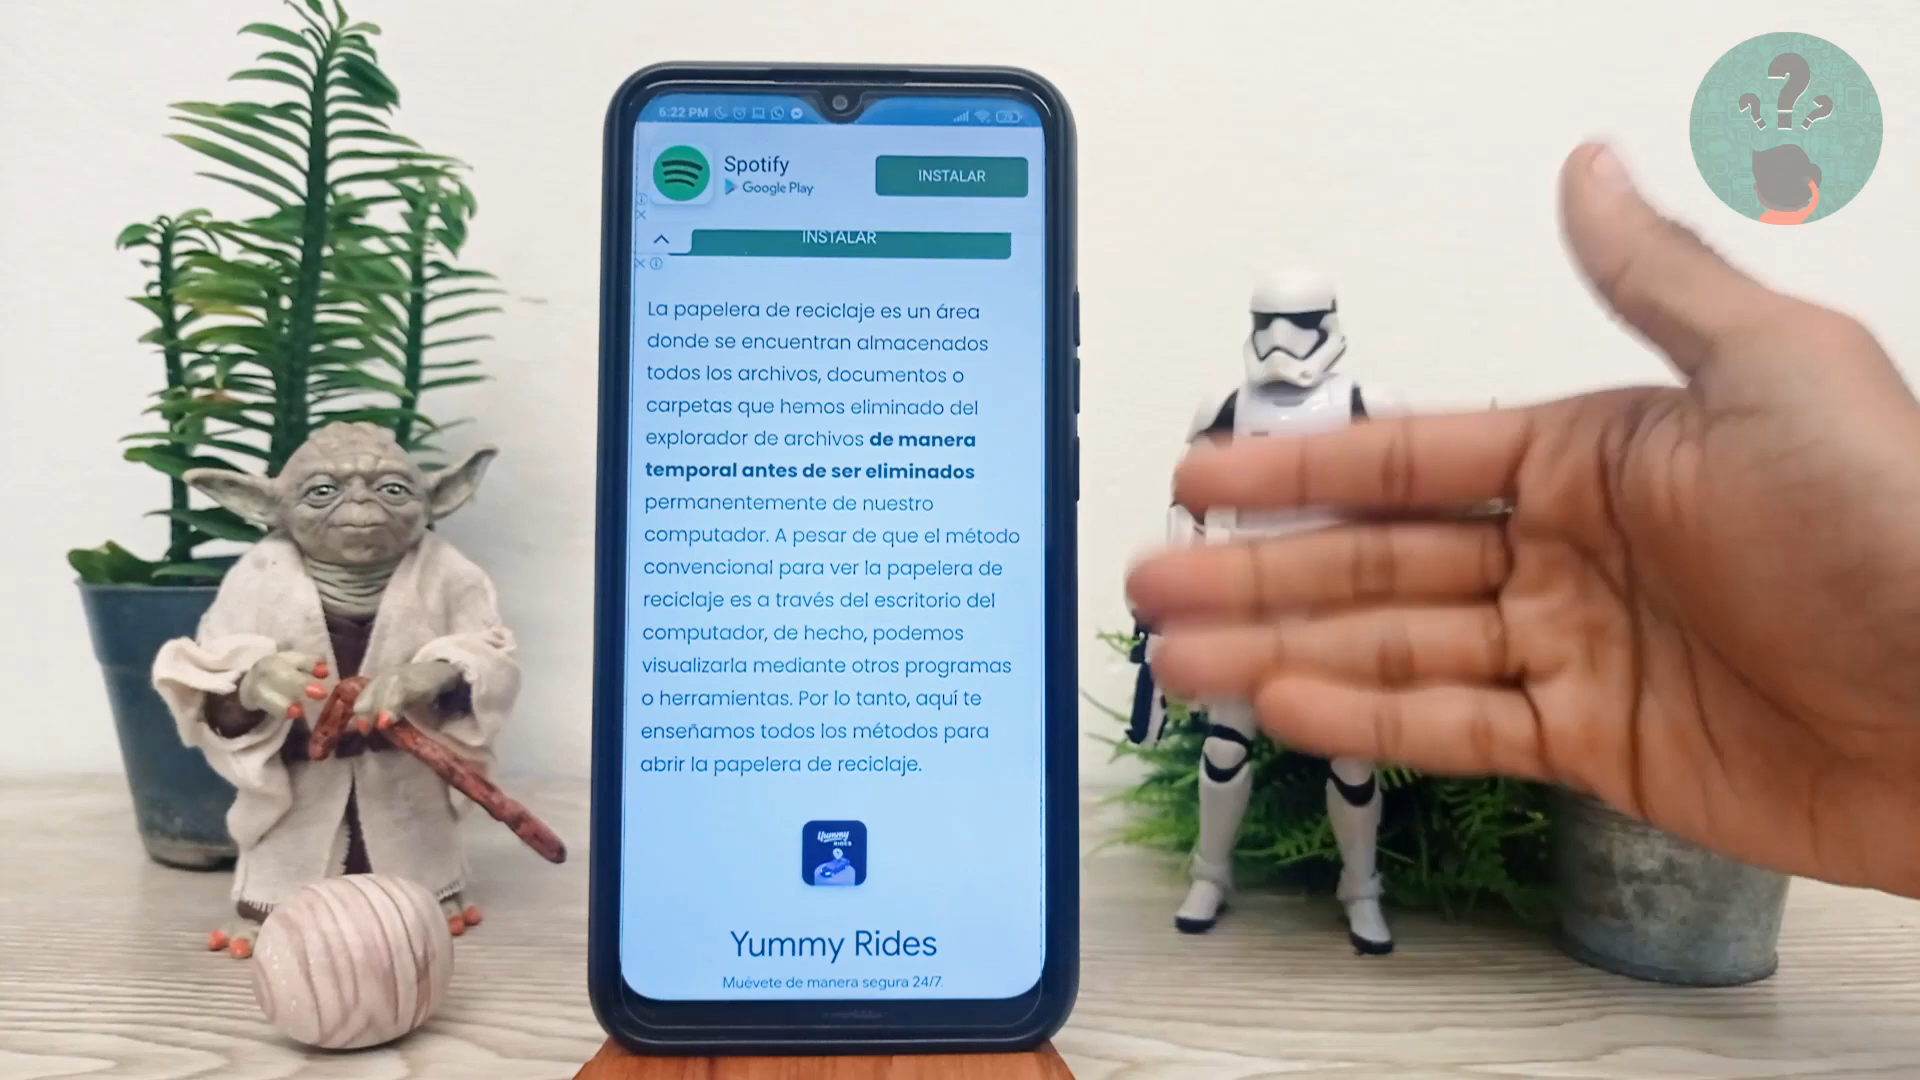 6:22 PM
Spotify
Google Play
INSTALAR
INSTALAR
La papelera de reciclaje es un área
donde se encuentran almacenados
todos los archivos, documentos o
carpetas que hemos eliminado del
explorador de archivos de manera
temporal antes de ser eliminados
permanentemente de nuestro
computador. A pesar de que el método
convencional para ver la papelera de
reciclaje es a través del escritorio del
computador, de hecho, podemos
visualizarla mediante otros programas
o herramientas. Por lo tanto, aquí te
enseñamos todos los métodos para
abrir la papelera de reciclaje.
Yummy
RIDES
Yummy Rides
Muévete de manera segura 24/7.
???